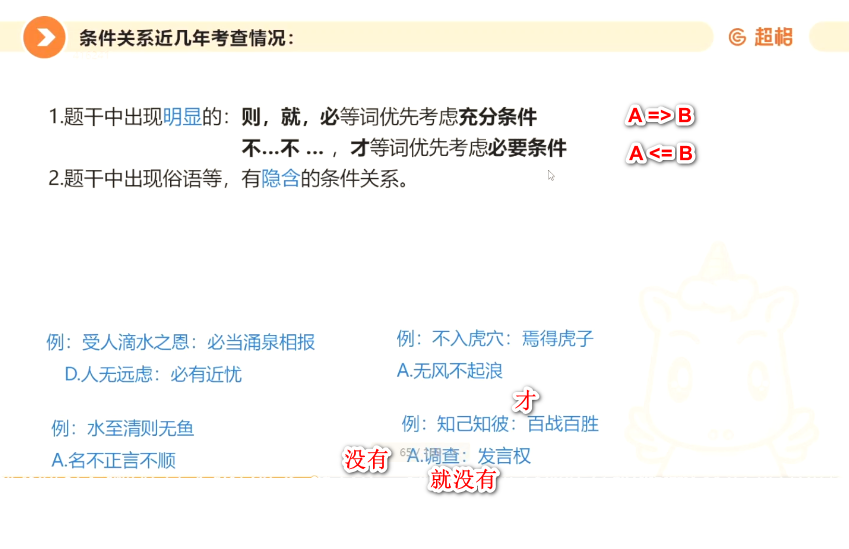 条件关系近几年考查情况：
超格
1.题干中出现明显的：则，就，必等词优先考虑充分条件
A => B
不…不 … ，才等词优先考虑必要条件
A <= B
2.题干中出现俗语等，有隐含的条件关系。
例：受人滴水之恩：必当涌泉相报
D.人无远虑：必有近忧
例：不入虎穴：焉得虎子
A.无风不起浪
例：水至清则无鱼
A.名不正言不顺
才
例：知己知彼：百战百胜
没有
A.调查：发言权
就没有